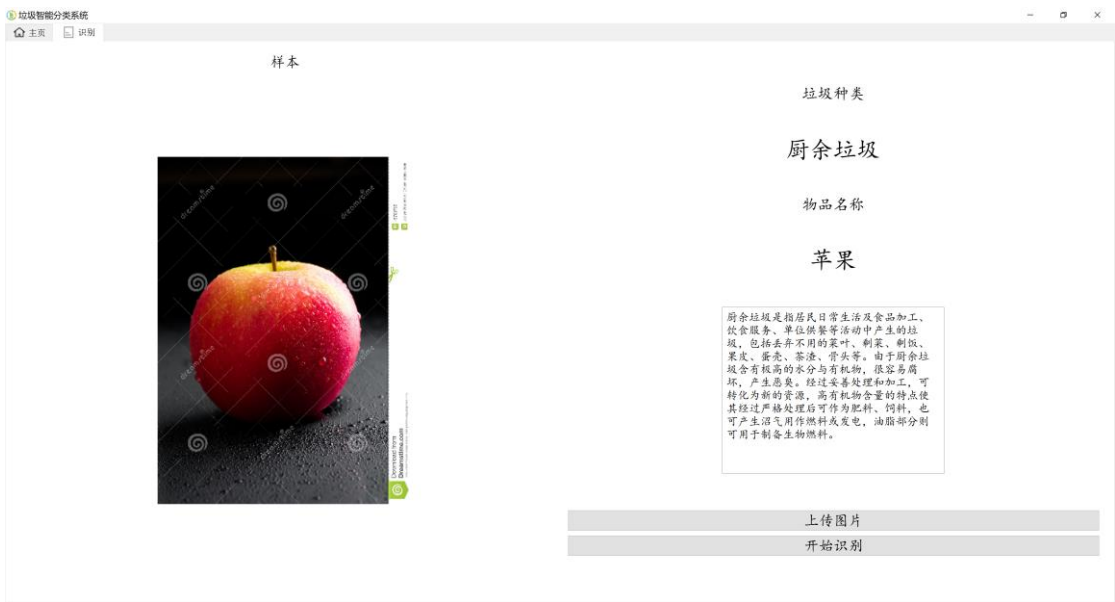 垃圾智能分类系统
主页 识别
样本
dreamstime
dreamstime
dreamstime
dreamstime
Download from
Dreamstime.com
垃圾种类
厨余垃圾
物品名称
苹果
厨余垃圾是指居民日常生活及食品加工、
饮食服务、单位供餐等活动中产生的垃
圾，包括丢弃不用的菜叶、剩菜、剩饭、
果皮、蛋壳、茶渣、骨头等。由于厨余垃
圾含有极高的水分与有机物，很容易腐
坏，产生恶臭。经过妥善处理和加工，可
转化为新的资源，高有机物含量的特点使
其经过严格处理后可作为肥料、饲料，也
可产生沼气用作燃料或发电，油脂部分则
可用于制备生物燃料。
上传图片
开始识别